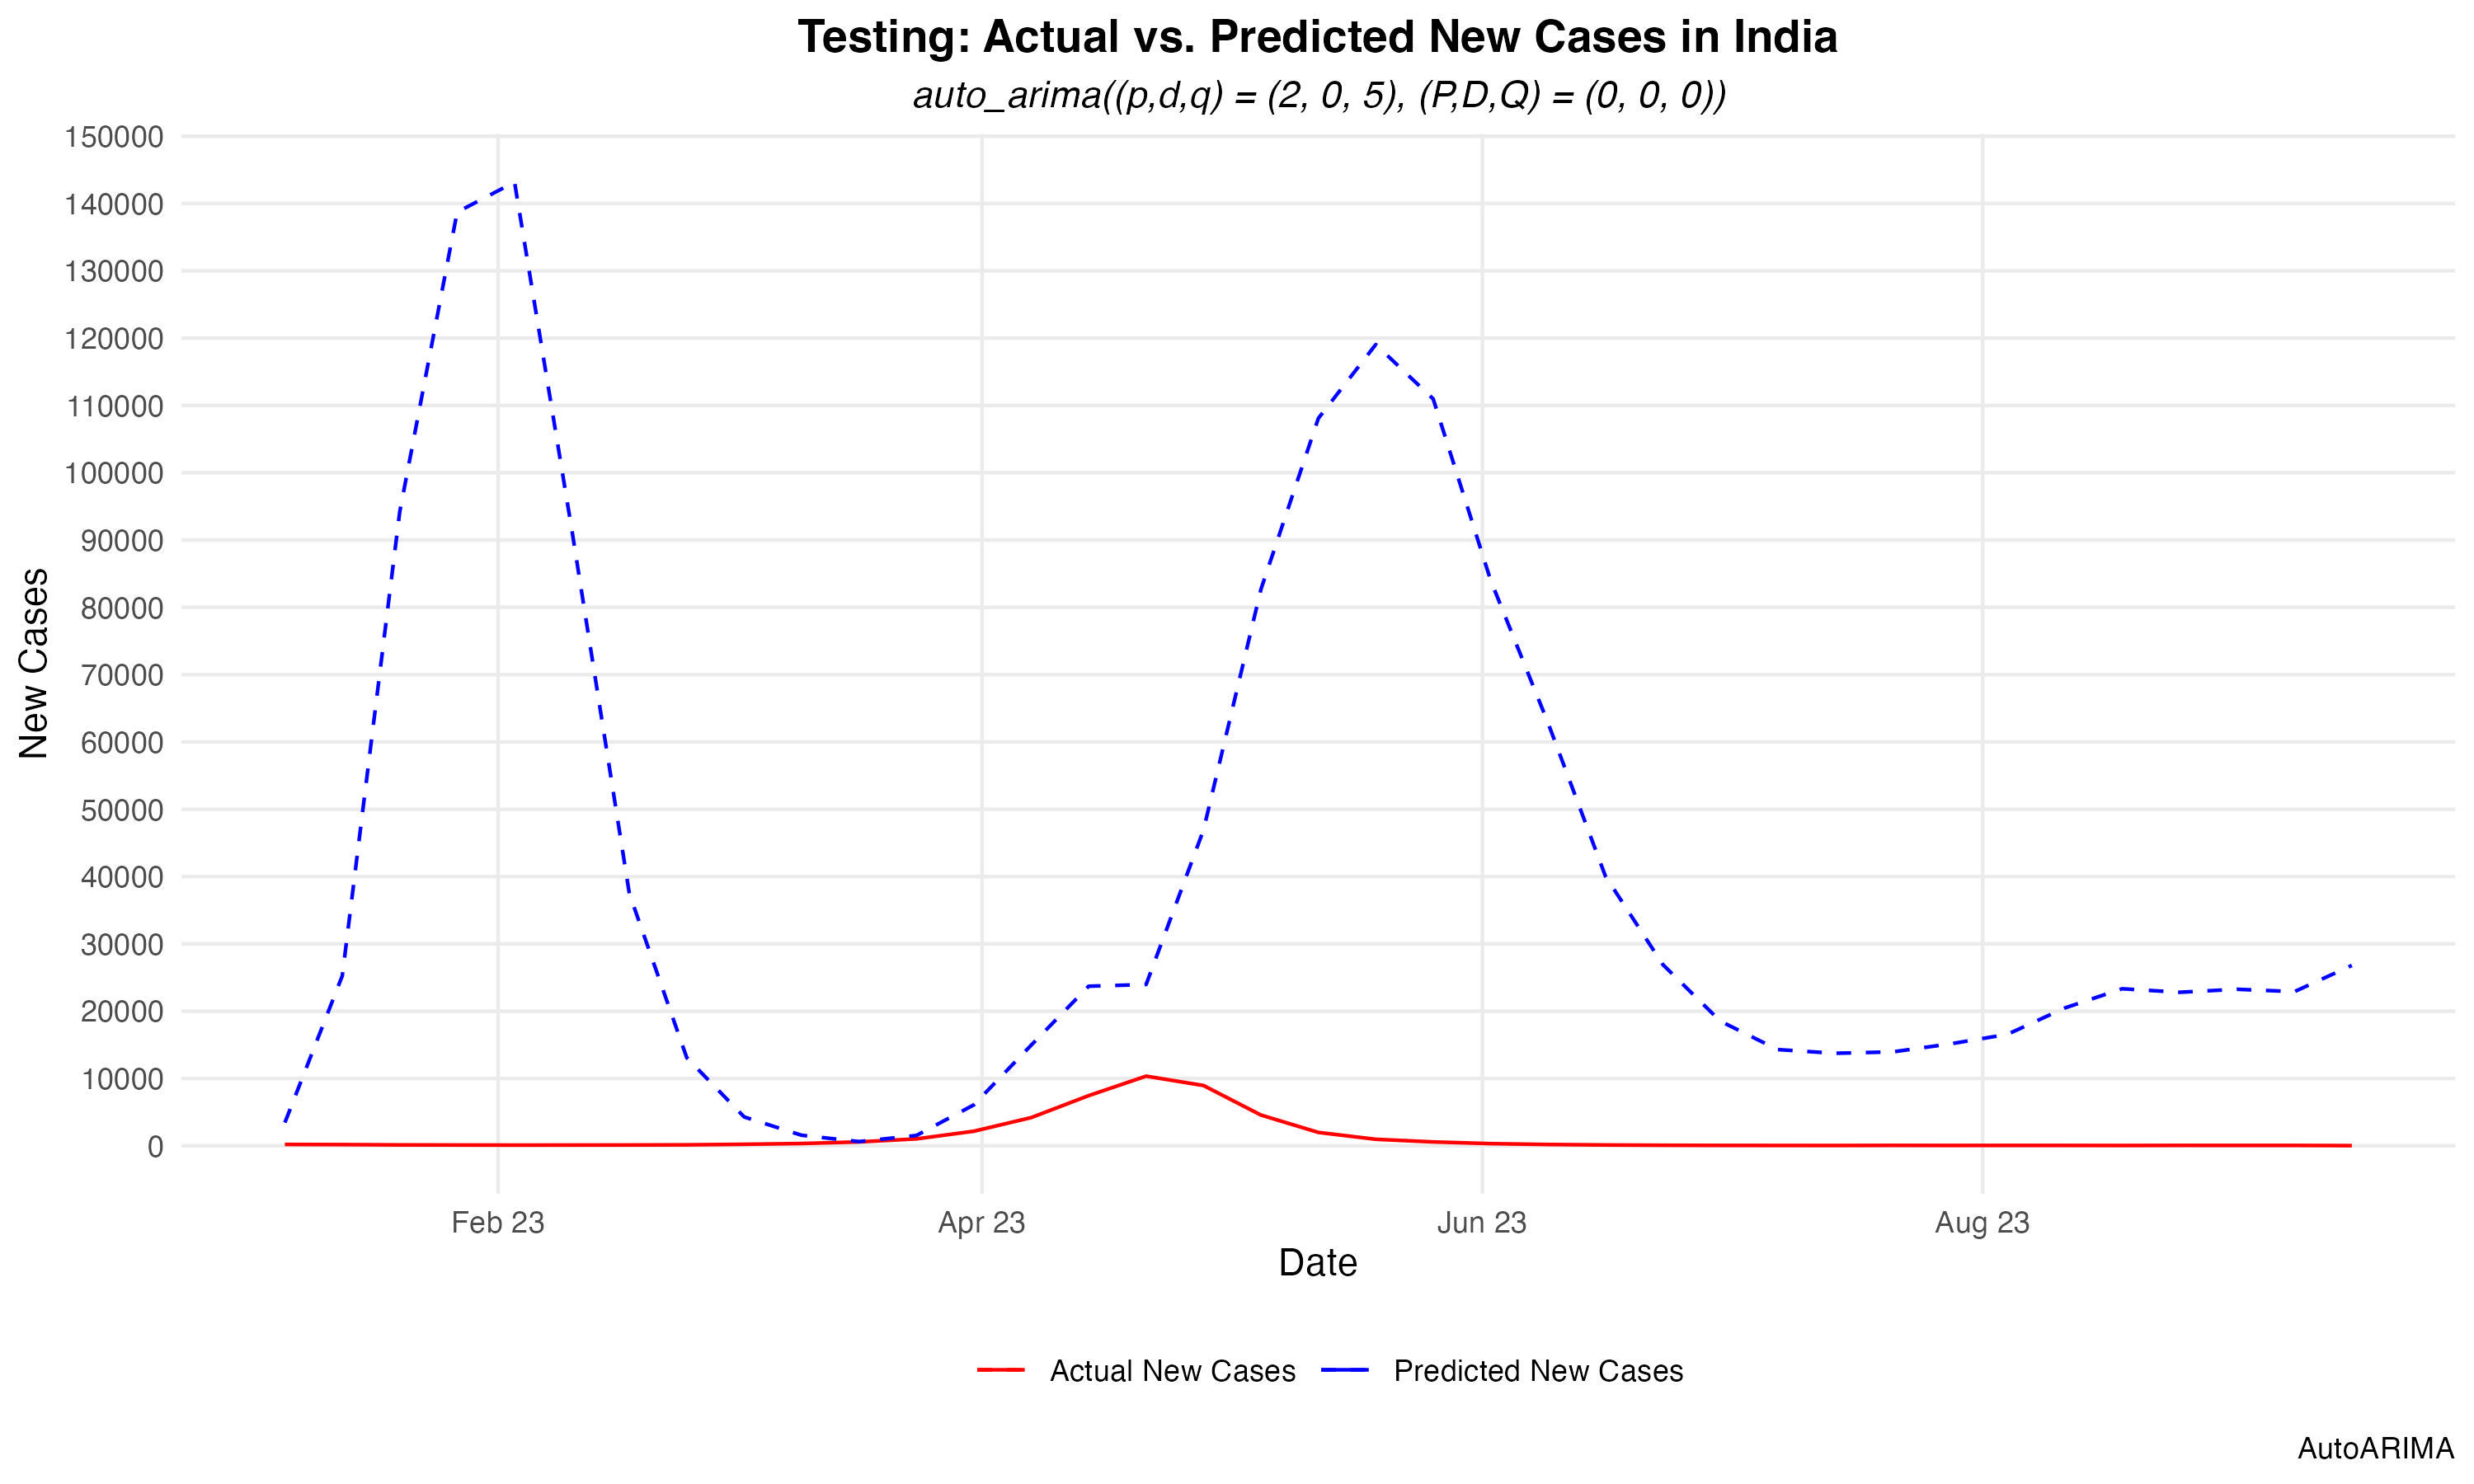 Testing: Actual vs. Predicted New Cases in India
auto_arima((p,d,q) = (2, 0, 5), (P,D,Q) = (0, 0, 0))
150000
140000
130000
120000
110000
100000
90000
80000
70000
60000
50000
40000
30000
20000
10000
0
New Cases
Feb 23 Apr 23 Jun 23 Aug 23
Date
Actual New Cases Predicted New Cases
AutoARIMA